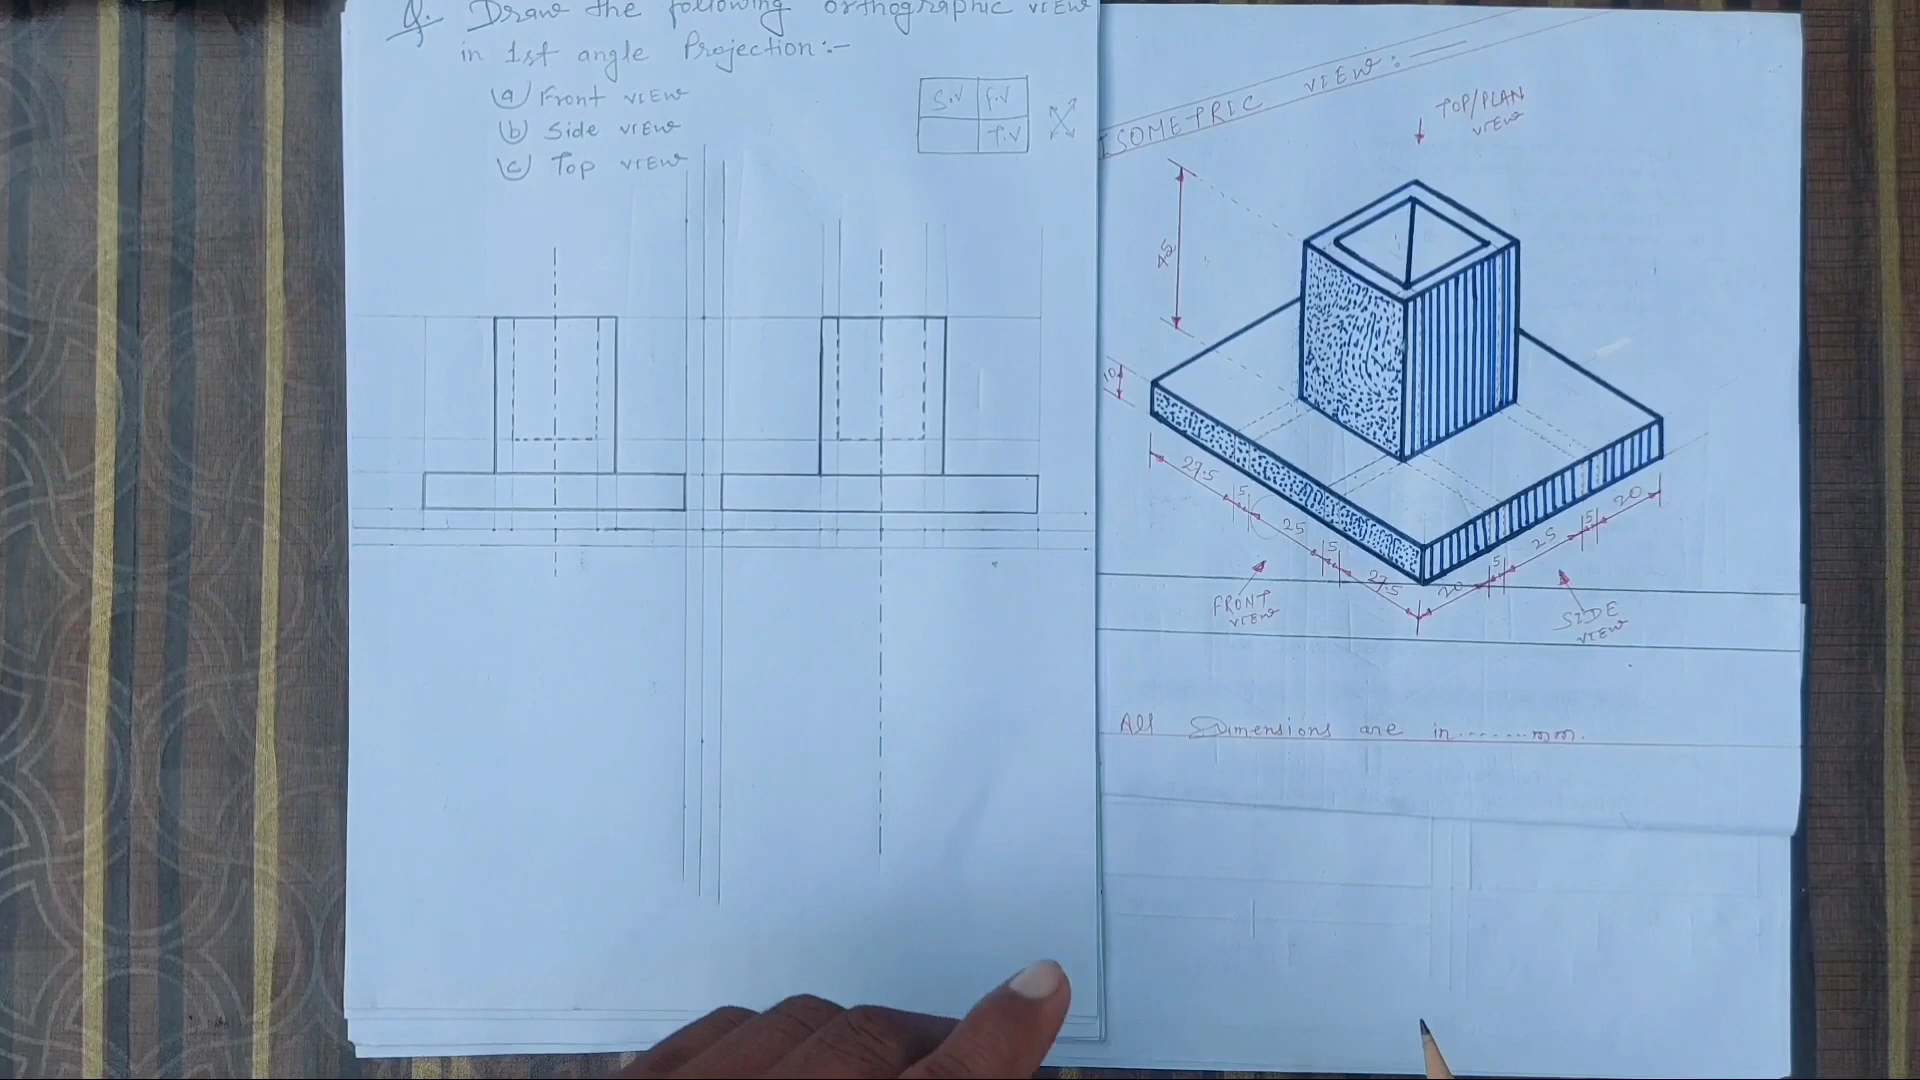 Q. Draw the following orthographic view
in 1st angle Projection:-
(a) Front view
(b) Side view
(c) Top view
S.V F.V
T.V
ISOMETRIC VIEW:-
TOP/PLAN
VIEW
45
10
27.5
5
25
5
27.5
20
5
25
5
20
FRONT
VIEW
SIDE
VIEW
All Dimensions are in.......mm.